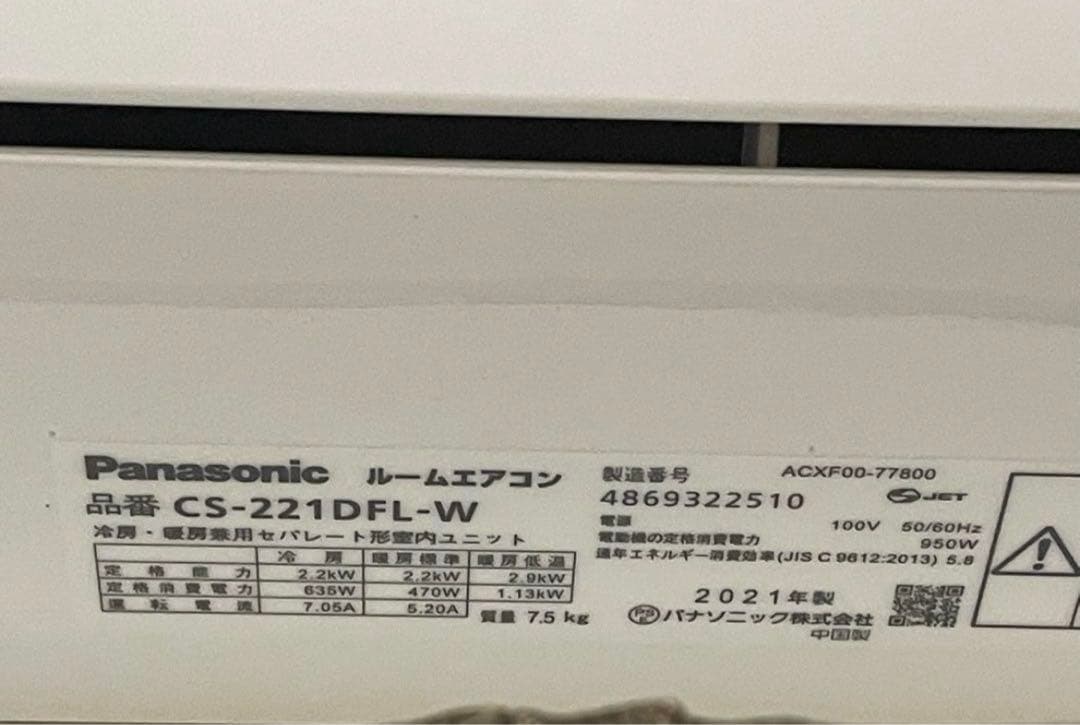 Panasonic ルームエアコン
品番 CS-221DFL-W
冷房・暖房兼用セパレート形室内ユニット
冷房 暖房標準 暖房低温
定格能力 2.2kW 2.2kW 2.9kW
定格消費電力 635W 470W 1.13kW
運転電流 7.05A 5.20A
質量 7.5 kg
製造番号 ACXF00-77800
4869322510
S-JET
電源 100V 50/60Hz
電動機の定格消費電力 950W
通年エネルギー消費効率(JIS C 9612:2013) 5.8
2021年製
PSE パナソニック株式会社
中国製